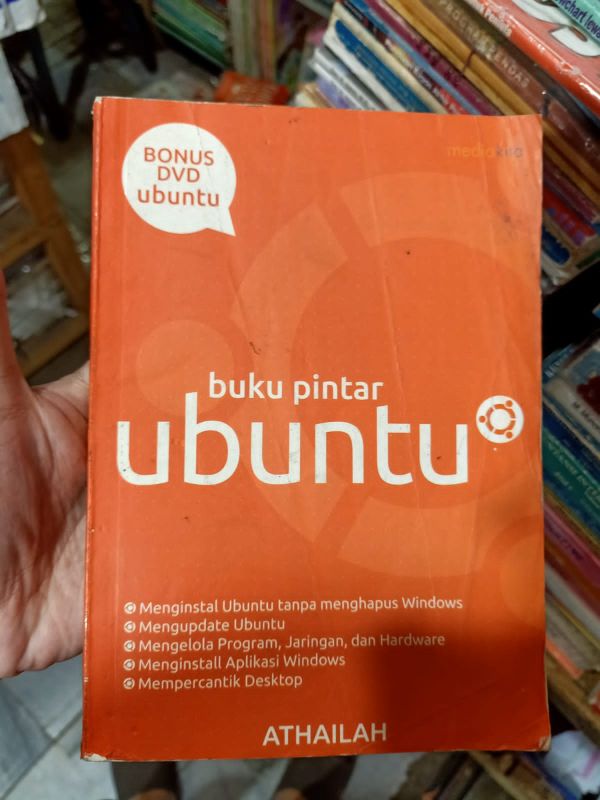 BONUS
DVD
ubuntu
mediakita
buku pintar
ubuntu
Menginstal Ubuntu tanpa menghapus Windows
Mengupdate Ubuntu
Mengelola Program, Jaringan, dan Hardware
Menginstall Aplikasi Windows
Mempercantik Desktop
ATHAILAH